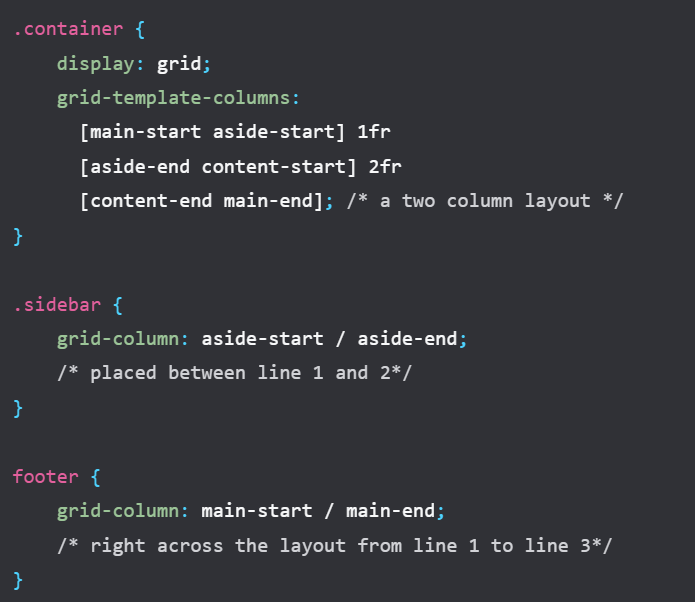 .container {
    display: grid;
    grid-template-columns:
      [main-start aside-start] 1fr
      [aside-end content-start] 2fr
      [content-end main-end]; /* a two column layout */
}

.sidebar {
    grid-column: aside-start / aside-end;
    /* placed between line 1 and 2*/
}

footer {
    grid-column: main-start / main-end;
    /* right across the layout from line 1 to line 3*/
}